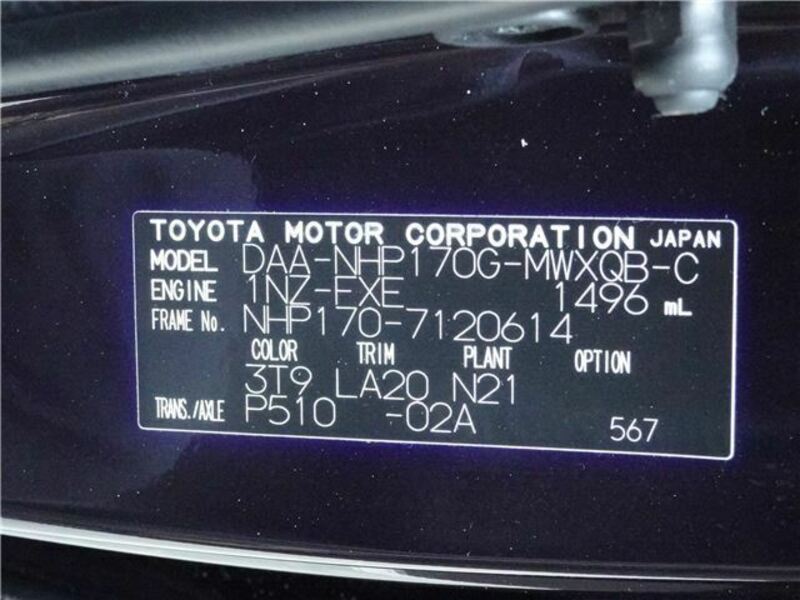 TOYOTA MOTOR CORPORATION JAPAN
MODEL DAA-NHP170G-MWXQB-C
ENGINE 1NZ-FXE 1496 mL
FRAME No. NHP170-7120614
COLOR TRIM PLANT OPTION
3T9 LA20 N21
TRANS./AXLE P510 -02A 567